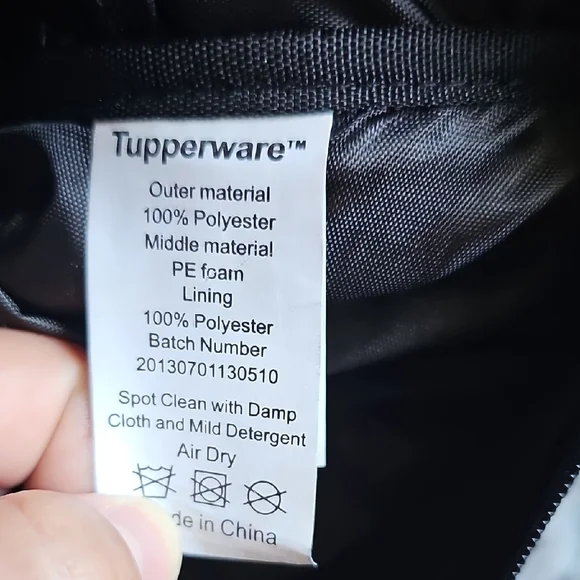 Tupperware™
Outer material
100% Polyester
Middle material
PE foam
Lining
100% Polyester
Batch Number
20130701130510
Spot Clean with Damp
Cloth and Mild Detergent
Air Dry
de in China